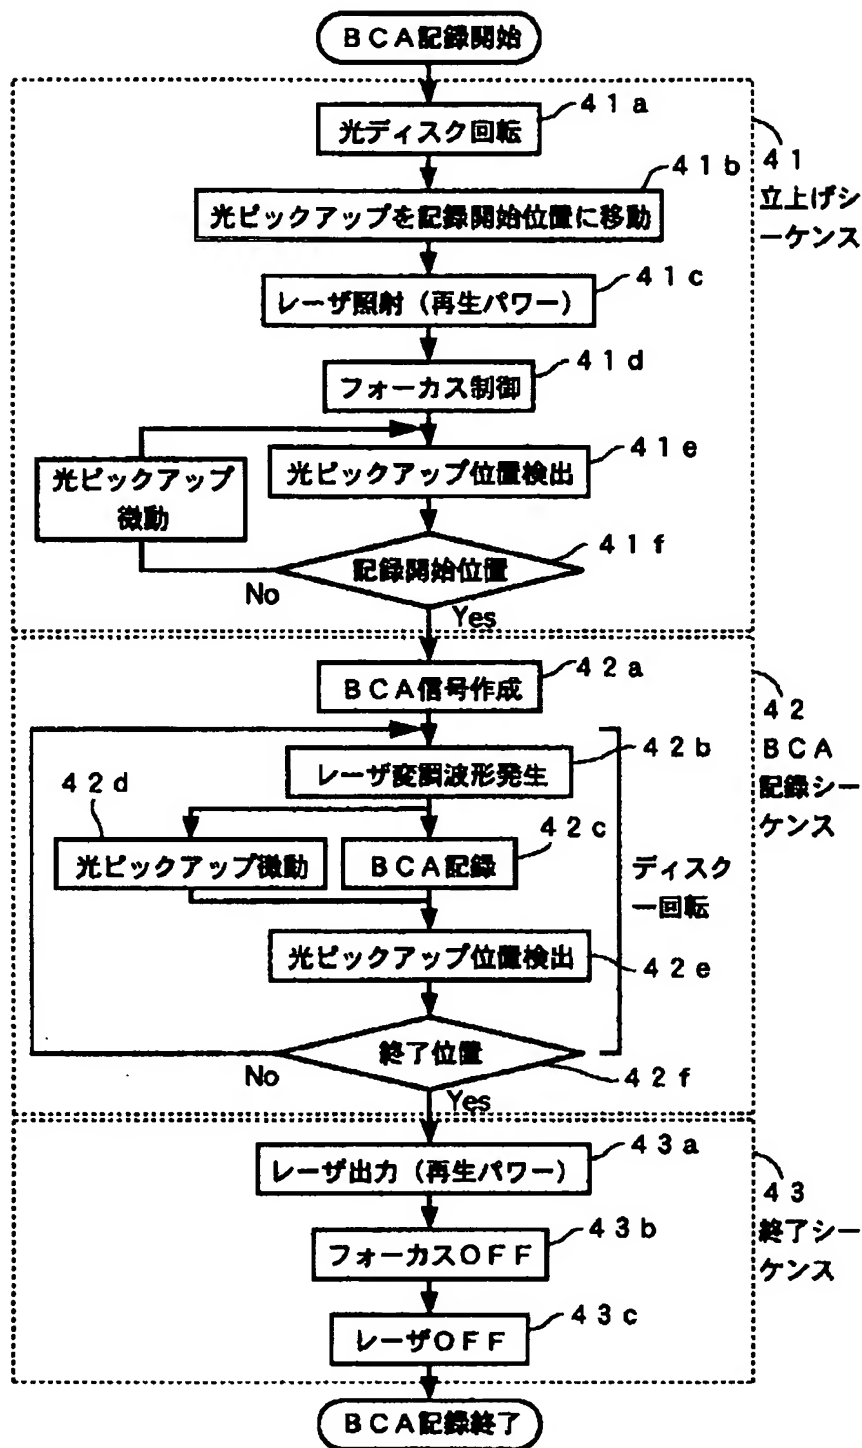 ＢＣＡ記録開始
４１ａ
光ディスク回転
４１ｂ
光ピックアップを記録開始位置に移動
４１
立上げシ
ーケンス
４１ｃ
レーザ照射（再生パワー）
４１ｄ
フォーカス制御
４１ｅ
光ピックアップ位置検出
光ピックアップ
微動
４１ｆ
記録開始位置
No
Yes
４２ａ
ＢＣＡ信号作成
４２
ＢＣＡ
記録シー
ケンス
４２ｂ
レーザ変調波形発生
４２ｄ
４２ｃ
光ピックアップ微動
ＢＣＡ記録
ディスク
一回転
光ピックアップ位置検出
４２ｅ
終了位置
４２ｆ
No
Yes
４３ａ
レーザ出力（再生パワー）
４３
終了シー
ケンス
４３ｂ
フォーカスＯＦＦ
４３ｃ
レーザＯＦＦ
ＢＣＡ記録終了